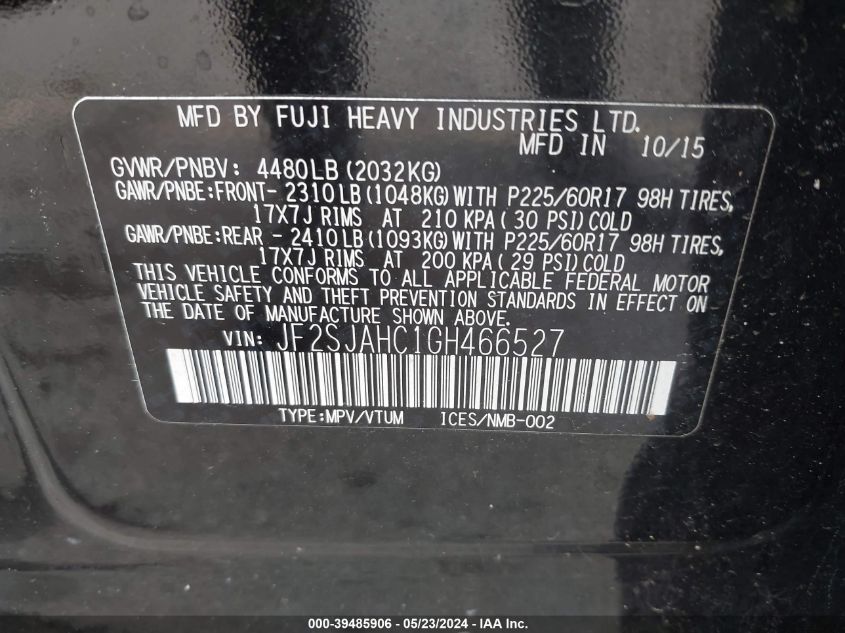 MFD BY FUJI HEAVY INDUSTRIES LTD.
MFD IN 10/15
GVWR/PNBV: 4480LB (2032KG)
GAWR/PNBE:FRONT- 2310LB (1048KG) WITH P225/60R17 98H TIRES,
17X7J RIMS AT 210 KPA ( 30 PSI) COLD
GAWR/PNBE:REAR - 2410LB (1093KG) WITH P225/60R17 98H TIRES,
17X7J RIMS AT 200 KPA ( 29 PSI) COLD
THIS VEHICLE CONFORMS TO ALL APPLICABLE FEDERAL MOTOR
VEHICLE SAFETY AND THEFT PREVENTION STANDARDS IN EFFECT ON
THE DATE OF MANUFACTURE SHOWN ABOVE.
VIN: JF2SJAHC1GH466527
TYPE:MPV/VTUM ICES/NMB-002
000-39485906 - 05/23/2024 - IAA Inc.